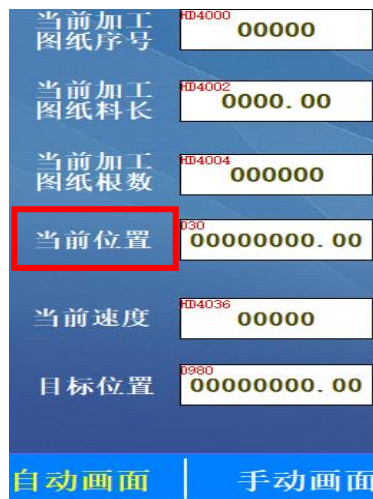 当前加工
图纸序号
HD4000
00000
当前加工
图纸料长
HD4002
0000.00
当前加工
图纸根数
HD4004
000000
当前位置
D30
00000000.00
当前速度
HD4036
00000
目标位置
D980
00000000.00
自动画面
手动画面